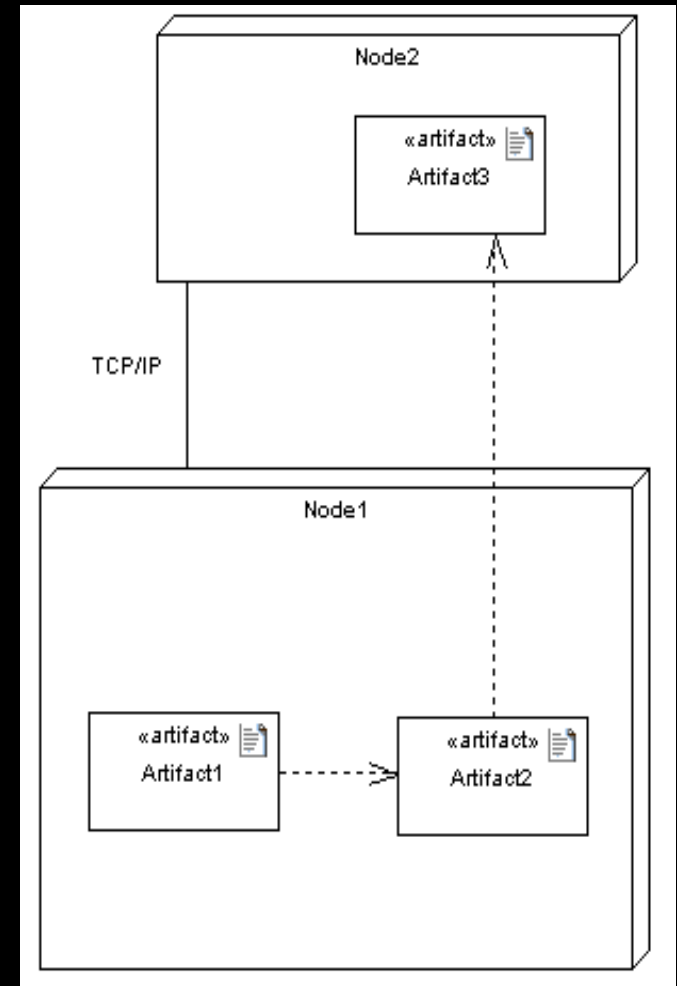 Node2
«artifact»
Artifact3
TCP/IP
Node1
«artifact»
Artifact1
«artifact»
Artifact2